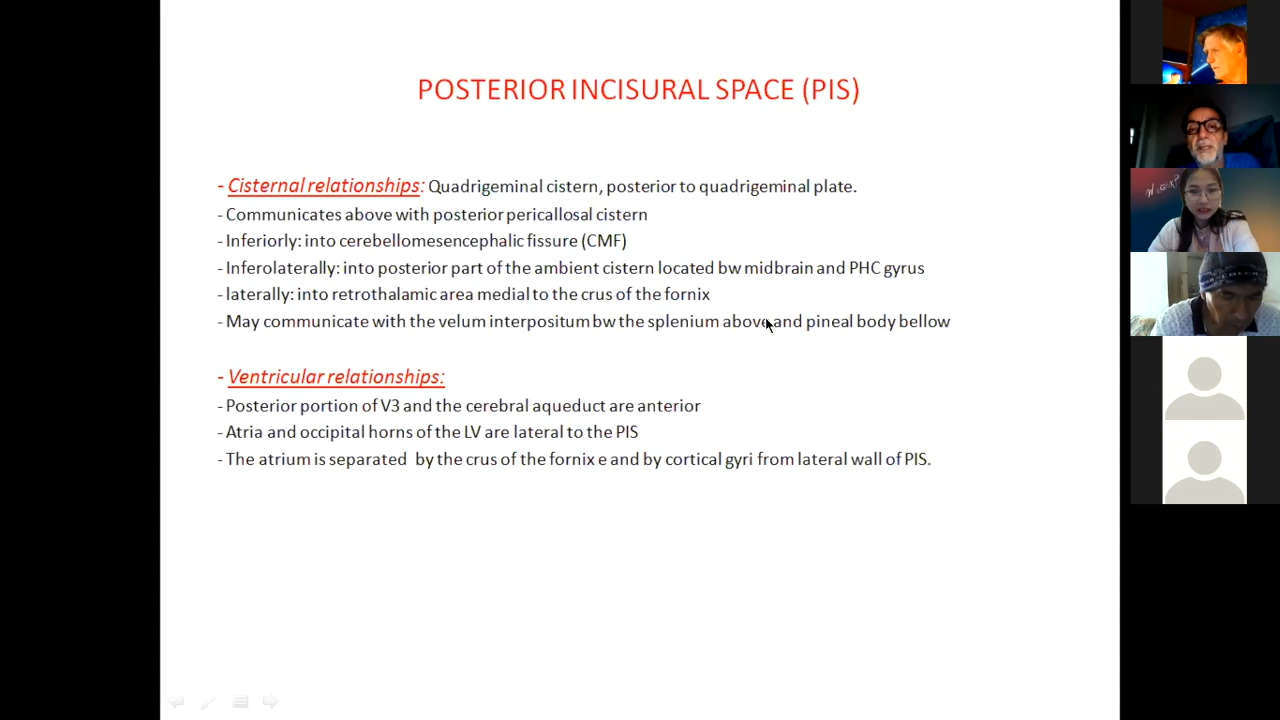 POSTERIOR INCISURAL SPACE (PIS)
- Cisternal relationships: Quadrigeminal cistern, posterior to quadrigeminal plate.
- Communicates above with posterior pericallosal cistern
- Inferiorly: into cerebellomesencephalic fissure (CMF)
- Inferolaterally: into posterior part of the ambient cistern located bw midbrain and PHC gyrus
- laterally: into retrothalamic area medial to the crus of the fornix
- May communicate with the velum interpositum bw the splenium above and pineal body bellow
- Ventricular relationships:
- Posterior portion of V3 and the cerebral aqueduct are anterior
- Atria and occipital horns of the LV are lateral to the PIS
- The atrium is separated by the crus of the fornix e and by cortical gyri from lateral wall of PIS.